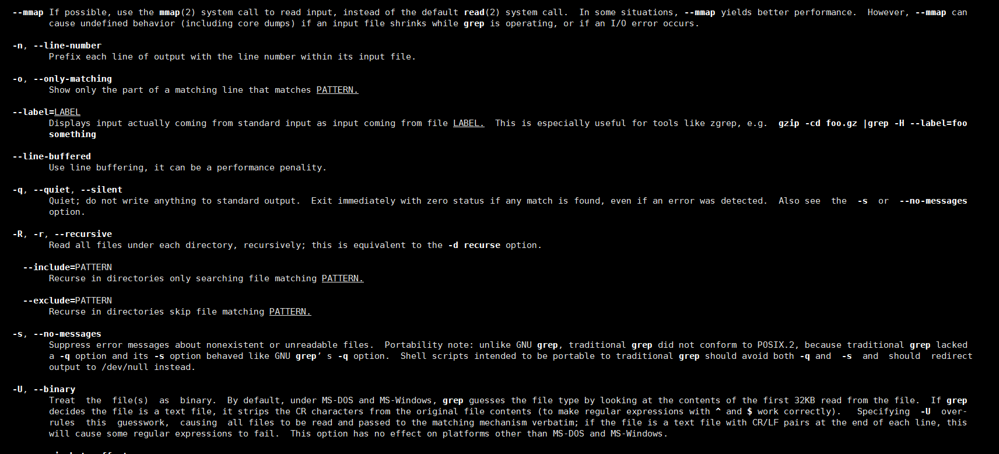 --mmap If possible, use the mmap(2) system call to read input, instead of the default read(2) system call.  In some situations, --mmap yields better performance.  However, --mmap can
cause undefined behavior (including core dumps) if an input file shrinks while grep is operating, or if an I/O error occurs.
-n, --line-number
Prefix each line of output with the line number within its input file.
-o, --only-matching
Show only the part of a matching line that matches PATTERN.
--label=LABEL
Displays input actually coming from standard input as input coming from file LABEL.  This is especially useful for tools like zgrep, e.g.  gzip -cd foo.gz |grep -H --label=foo
something
--line-buffered
Use line buffering, it can be a performance penality.
-q, --quiet, --silent
Quiet; do not write anything to standard output.  Exit immediately with zero status if any match is found, even if an error was detected.  Also see  the  -s  or  --no-messages
option.
-R, -r, --recursive
Read all files under each directory, recursively; this is equivalent to the -d recurse option.
--include=PATTERN
Recurse in directories only searching file matching PATTERN.
--exclude=PATTERN
Recurse in directories skip file matching PATTERN.
-s, --no-messages
Suppress error messages about nonexistent or unreadable files.  Portability note: unlike GNU grep, traditional grep did not conform to POSIX.2, because traditional grep lacked
a -q option and its -s option behaved like GNU grep’ s -q option.  Shell scripts intended to be portable to traditional grep should avoid both -q and  -s  and  should  redirect
output to /dev/null instead.
-U, --binary
Treat  the  file(s)  as  binary.  By default, under MS-DOS and MS-Windows, grep guesses the file type by looking at the contents of the first 32KB read from the file.  If grep
decides the file is a text file, it strips the CR characters from the original file contents (to make regular expressions with ^ and $ work correctly).   Specifying  -U  over-
rules  this  guesswork,  causing  all files to be read and passed to the matching mechanism verbatim; if the file is a text file with CR/LF pairs at the end of each line, this
will cause some regular expressions to fail.  This option has no effect on platforms other than MS-DOS and MS-Windows.